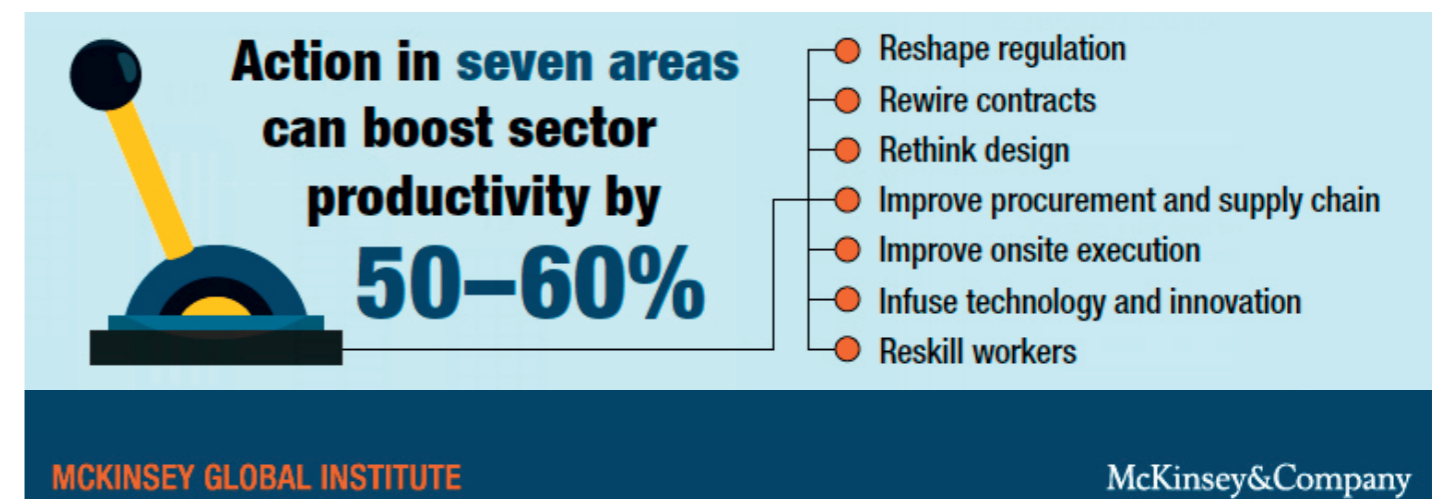 Action in seven areas
can boost sector
productivity by
50–60%
Reshape regulation
Rewire contracts
Rethink design
Improve procurement and supply chain
Improve onsite execution
Infuse technology and innovation
Reskill workers
MCKINSEY GLOBAL INSTITUTE
McKinsey&Company